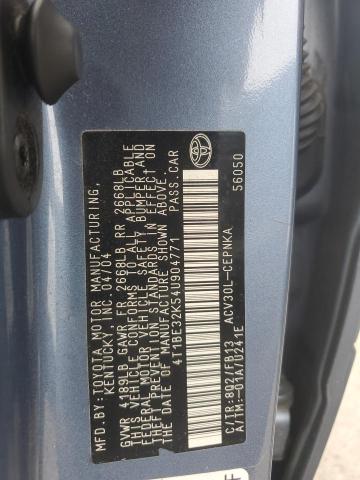 MFD.BY:TOYOTA MOTOR MANUFACTURING,
KENTUCKY, INC. 04/04
GVWR 4189LB GAWR FR 2668LB RR 2668LB
THIS VEHICLE CONFORMS TO ALL APPLICABLE
FEDERAL MOTOR VEHICLE SAFETY, BUMPER, AND
THEFT PREVENTION STANDARDS IN EFFECT ON
THE DATE OF MANUFACTURE SHOWN ABOVE.
4T1BE32K54U904771 PASS.CAR
C/TR:8Q2/FB13 ACV30L-CEPNKA
A/TM:-01A/U241E
56050
F